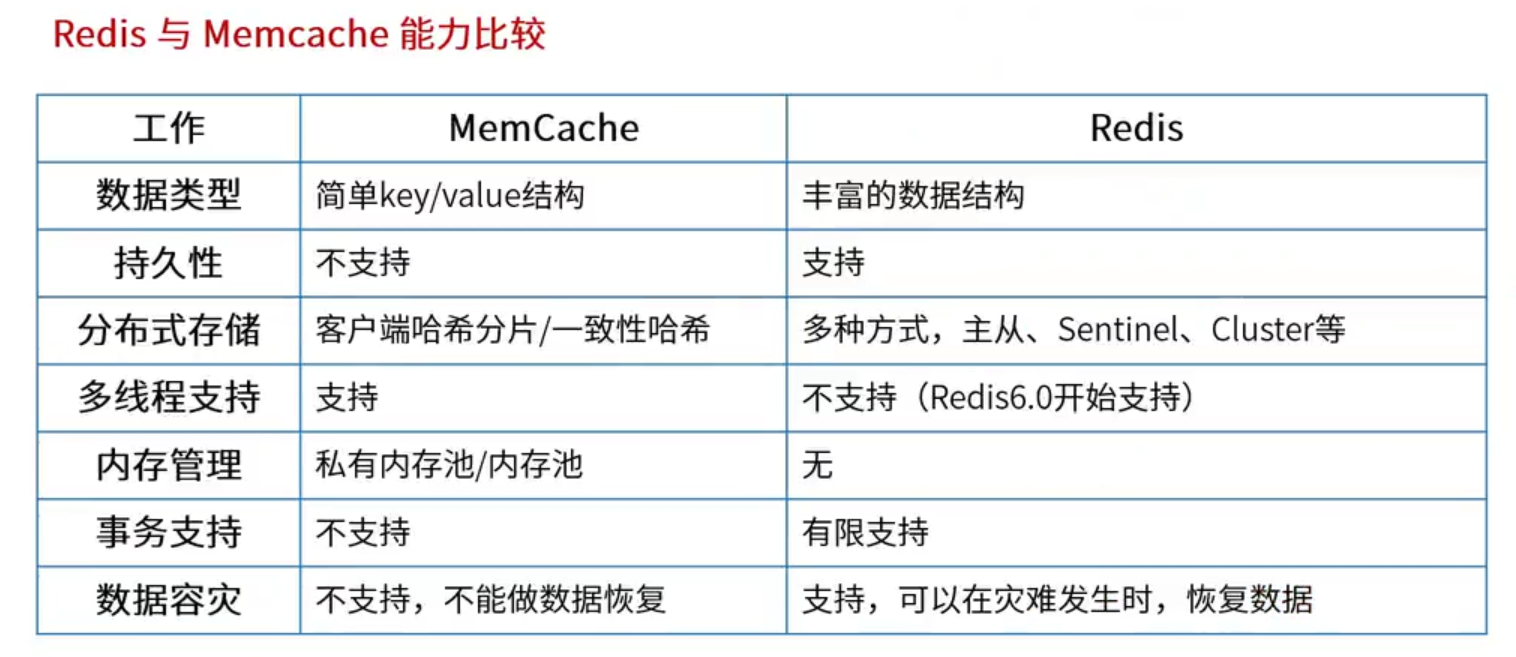 Redis 与 Memcache 能力比较
工作 MemCache Redis
数据类型 简单key/value结构 丰富的数据结构
持久性 不支持 支持
分布式存储 客户端哈希分片/一致性哈希 多种方式，主从、Sentinel、Cluster等
多线程支持 支持 不支持（Redis6.0开始支持）
内存管理 私有内存池/内存池 无
事务支持 不支持 有限支持
数据容灾 不支持，不能做数据恢复 支持，可以在灾难发生时，恢复数据